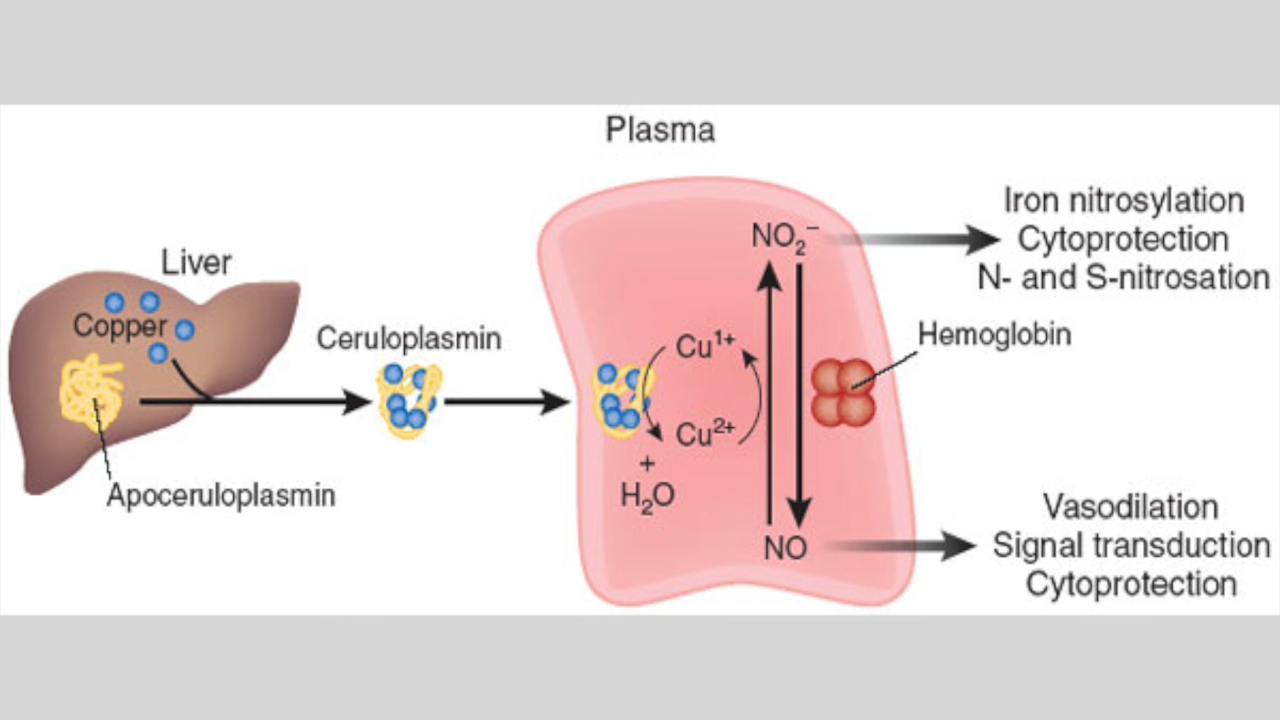 Plasma
Liver
Copper
Apoceruloplasmin
Ceruloplasmin
NO₂⁻
Cu¹⁺
Cu²⁺
+
H₂O
NO
Hemoglobin
Iron nitrosylation
Cytoprotection
N- and S-nitrosation
Vasodilation
Signal transduction
Cytoprotection